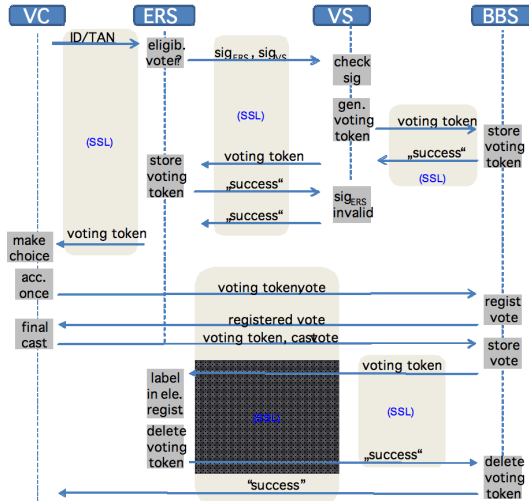 VC ERS VS BBS
ID/TAN
eligib.
voter?
sigERS, sigVS
check
sig
gen.
voting
token
(SSL)
(SSL)
voting token
store
voting
token
„success“
(SSL)
voting token
store
voting
token
„success“
sigERS
invalid
„success“
voting token
make
choice
acc.
once
voting tokenvote
regist
vote
registered vote
final
cast
voting token, castvote
store
vote
voting token
label
in ele.
regist
(SSL)
(SSL)
delete
voting
token
„success“
delete
voting
token
“success”